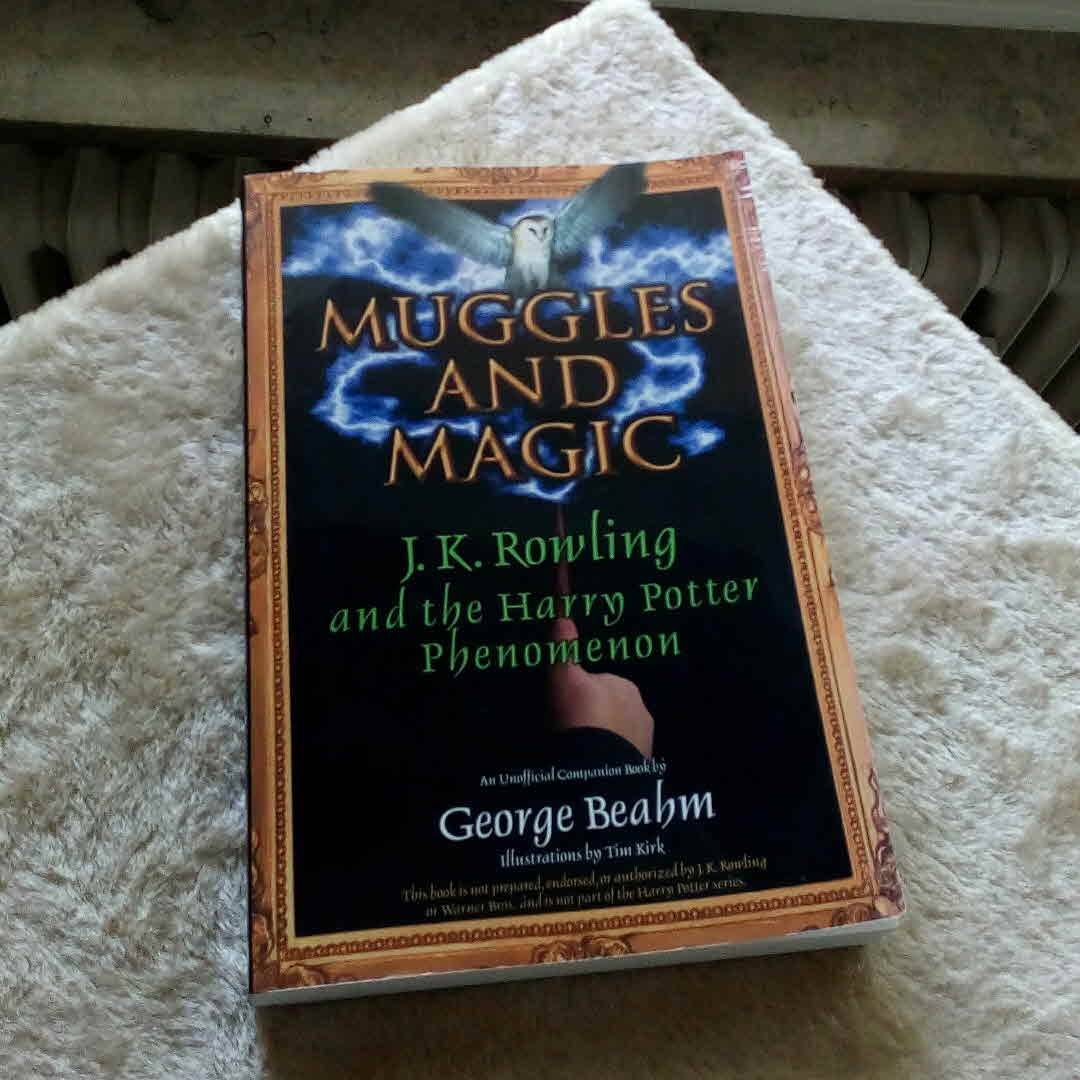 MUGGLES
AND
MAGIC
J. K. Rowling
and the Harry Potter
Phenomenon
An Unofficial Companion Book by
George Beahm
Illustrations by Tim Kirk
This book is not prepared, endorsed, or authorized by J. K. Rowling
or Warner Bros. and is not part of the Harry Potter series.